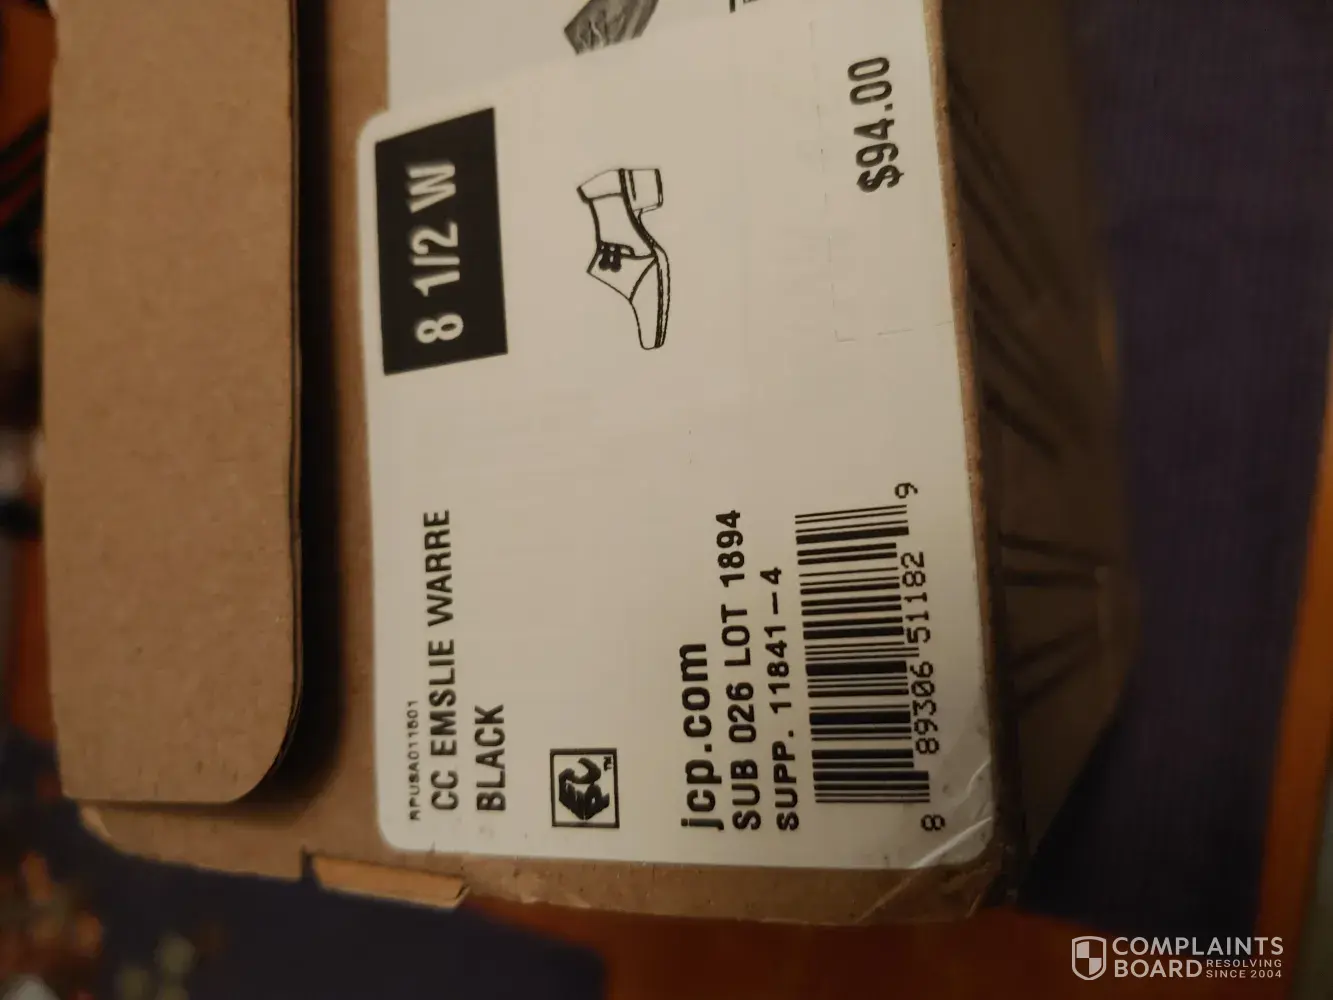 8 1/2 W
$94.00
RPUSA011501
CC EMSLIE WARRE
BLACK
jcp.com
SUB 026 LOT 1894
SUPP. 11841-4
8 89306 51182 9
COMPLAINTS
BOARD RESOLVING
SINCE 2004